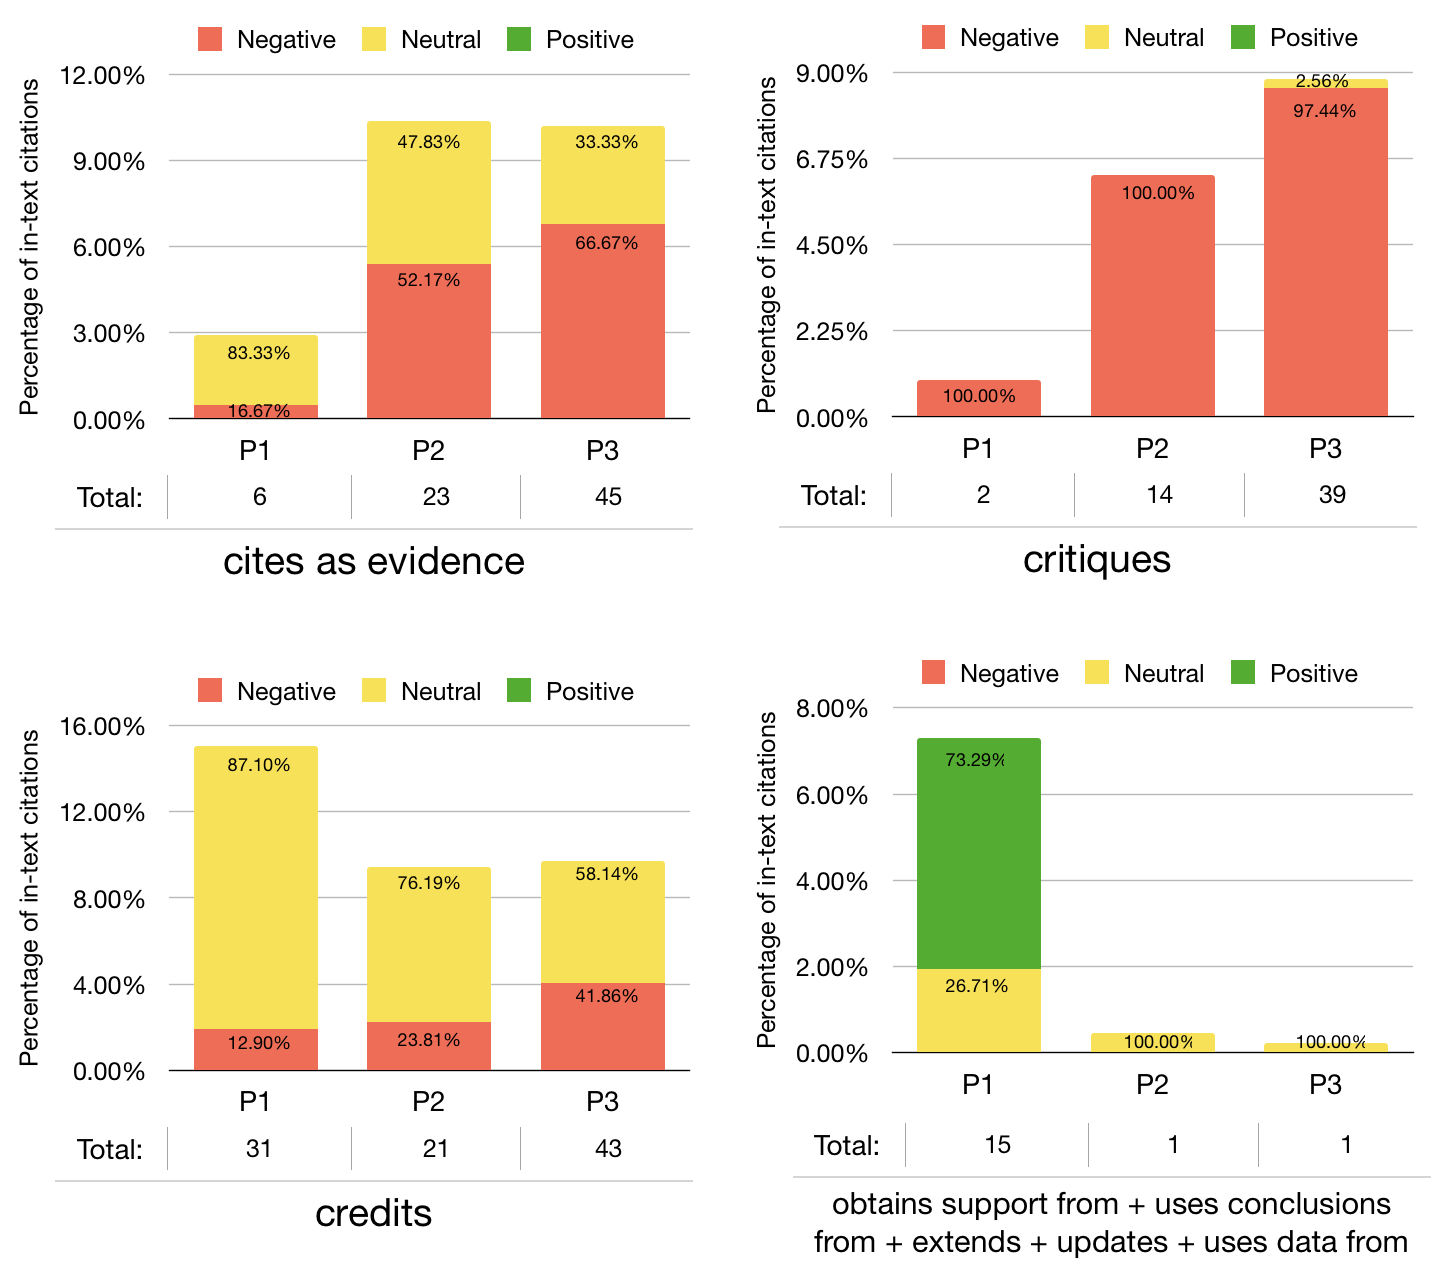 Negative Neutral Positive
Percentage of in-text citations
12.00%
9.00%
6.00%
3.00%
0.00%
83.33%
16.67%
47.83%
52.17%
33.33%
66.67%
P1 P2 P3
Total: 6 23 45
cites as evidence
Negative Neutral Positive
Percentage of in-text citations
9.00%
6.75%
4.50%
2.25%
0.00%
100.00%
100.00%
2.56%
97.44%
P1 P2 P3
Total: 2 14 39
critiques
Negative Neutral Positive
Percentage of in-text citations
16.00%
12.00%
8.00%
4.00%
0.00%
87.10%
12.90%
76.19%
23.81%
58.14%
41.86%
P1 P2 P3
Total: 31 21 43
credits
Negative Neutral Positive
Percentage of in-text citations
8.00%
6.00%
4.00%
2.00%
0.00%
73.29%
26.71%
100.00%
100.00%
P1 P2 P3
Total: 15 1 1
obtains support from + uses conclusions
from + extends + updates + uses data from